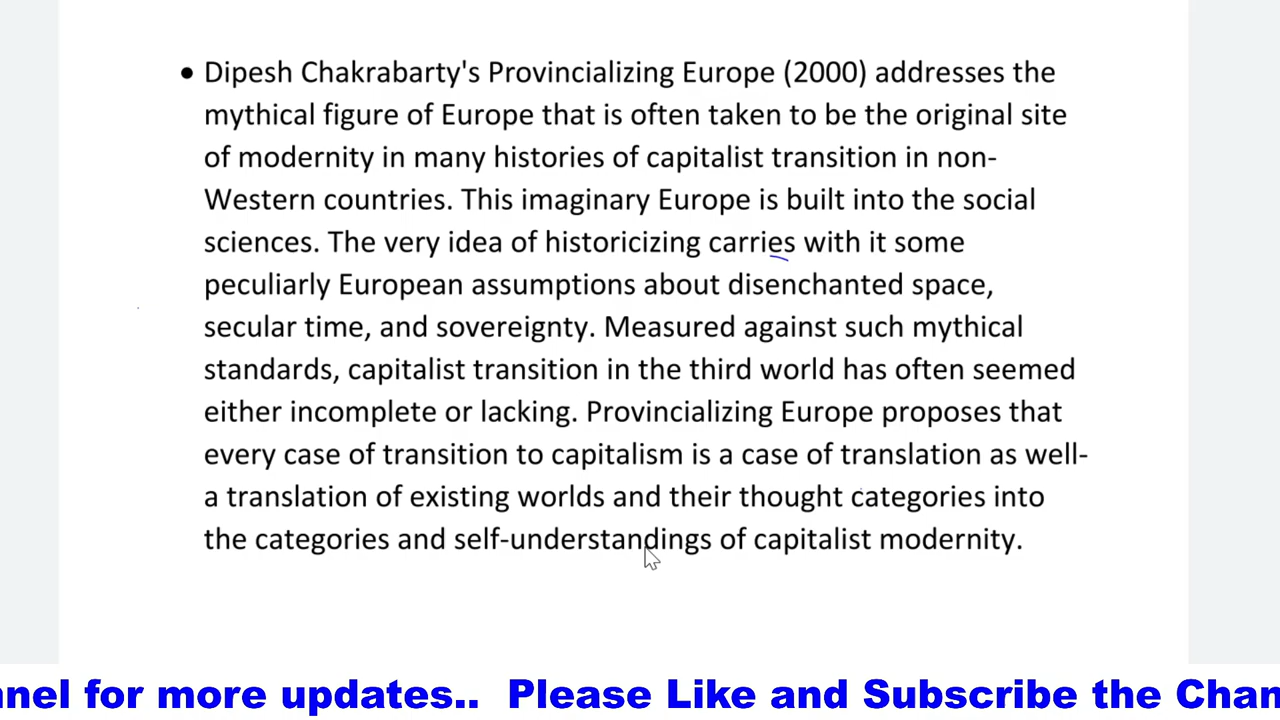 • Dipesh Chakrabarty's Provincializing Europe (2000) addresses the
mythical figure of Europe that is often taken to be the original site
of modernity in many histories of capitalist transition in non-
Western countries. This imaginary Europe is built into the social
sciences. The very idea of historicizing carries with it some
peculiarly European assumptions about disenchanted space,
secular time, and sovereignty. Measured against such mythical
standards, capitalist transition in the third world has often seemed
either incomplete or lacking. Provincializing Europe proposes that
every case of transition to capitalism is a case of translation as well-
a translation of existing worlds and their thought categories into
the categories and self-understandings of capitalist modernity.
nnel for more updates.. Please Like and Subscribe the Chan